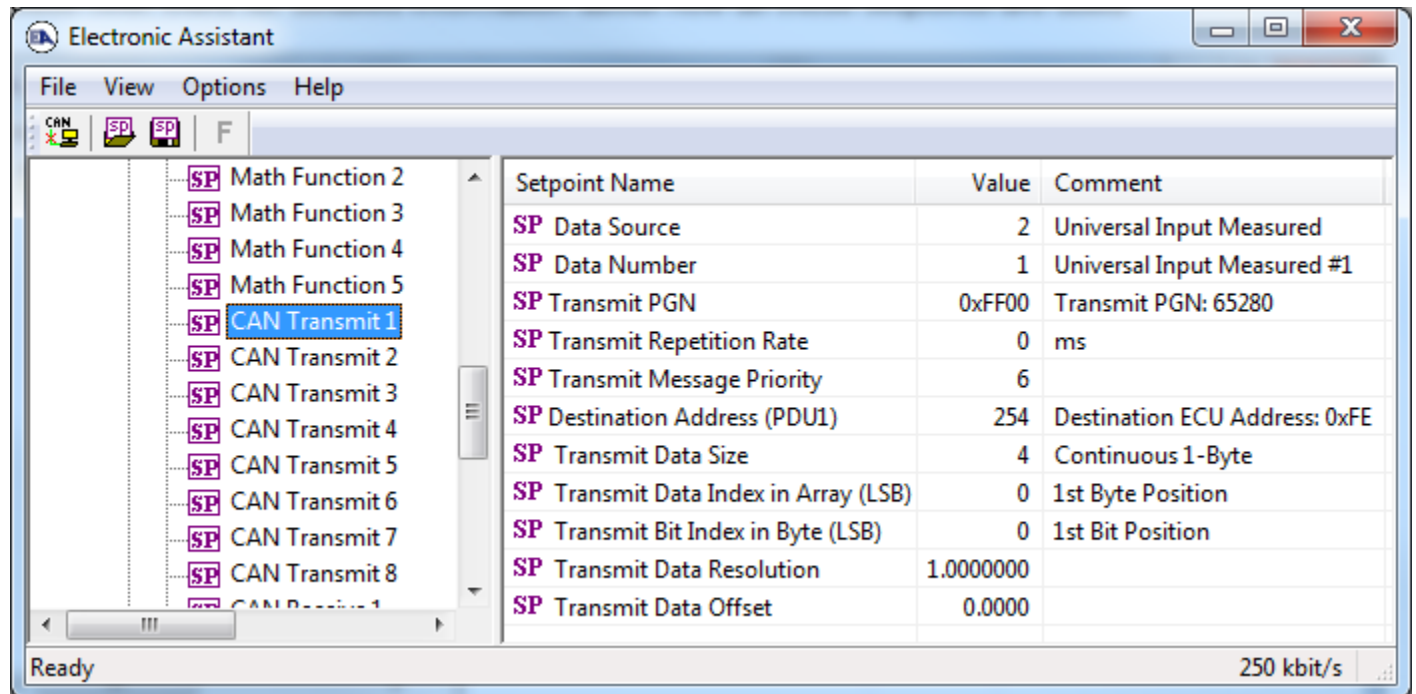 EA Electronic Assistant
File View Options Help
CAN SP SP F
SP Math Function 2
SP Math Function 3
SP Math Function 4
SP Math Function 5
SP CAN Transmit 1
SP CAN Transmit 2
SP CAN Transmit 3
SP CAN Transmit 4
SP CAN Transmit 5
SP CAN Transmit 6
SP CAN Transmit 7
SP CAN Transmit 8
SP CAN Receive 1
Setpoint Name Value Comment
SP Data Source 2 Universal Input Measured
SP Data Number 1 Universal Input Measured #1
SP Transmit PGN 0xFF00 Transmit PGN: 65280
SP Transmit Repetition Rate 0 ms
SP Transmit Message Priority 6
SP Destination Address (PDU1) 254 Destination ECU Address: 0xFE
SP Transmit Data Size 4 Continuous 1-Byte
SP Transmit Data Index in Array (LSB) 0 1st Byte Position
SP Transmit Bit Index in Byte (LSB) 0 1st Bit Position
SP Transmit Data Resolution 1.0000000
SP Transmit Data Offset 0.0000
Ready 250 kbit/s